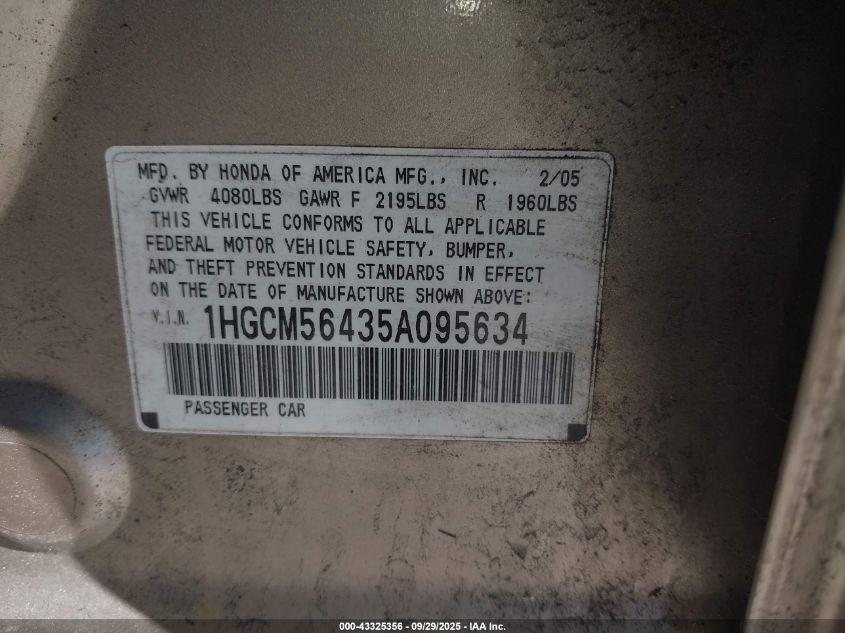 MFD. BY HONDA OF AMERICA MFG., INC. 2/05
GVWR 4080LBS GAWR F 2195LBS R 1960LBS
THIS VEHICLE CONFORMS TO ALL APPLICABLE
FEDERAL MOTOR VEHICLE SAFETY, BUMPER,
AND THEFT PREVENTION STANDARDS IN EFFECT
ON THE DATE OF MANUFACTURE SHOWN ABOVE:
V.I.N. 1HGCM56435A095634
PASSENGER CAR
000-43325356 - 09/29/2025 - IAA Inc.